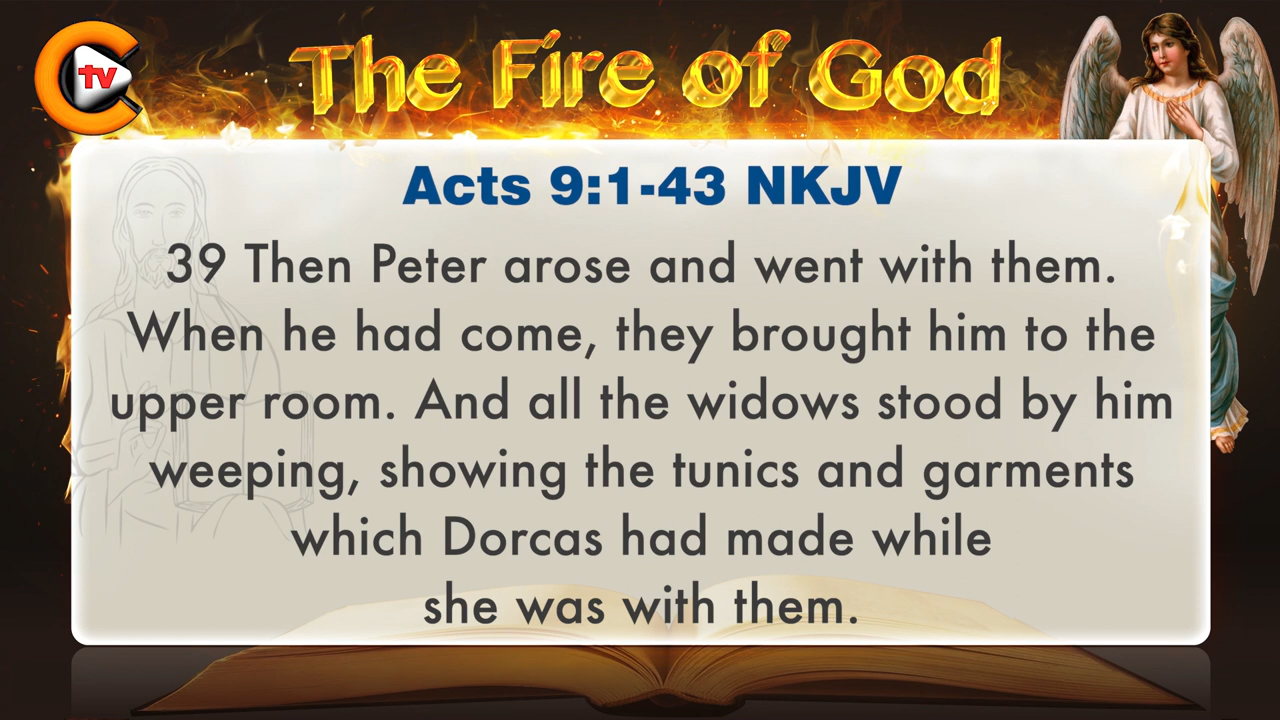 tv
The Fire of God
Acts 9:1-43 NKJV
39 Then Peter arose and went with them.
When he had come, they brought him to the
upper room. And all the widows stood by him
weeping, showing the tunics and garments
which Dorcas had made while
she was with them.